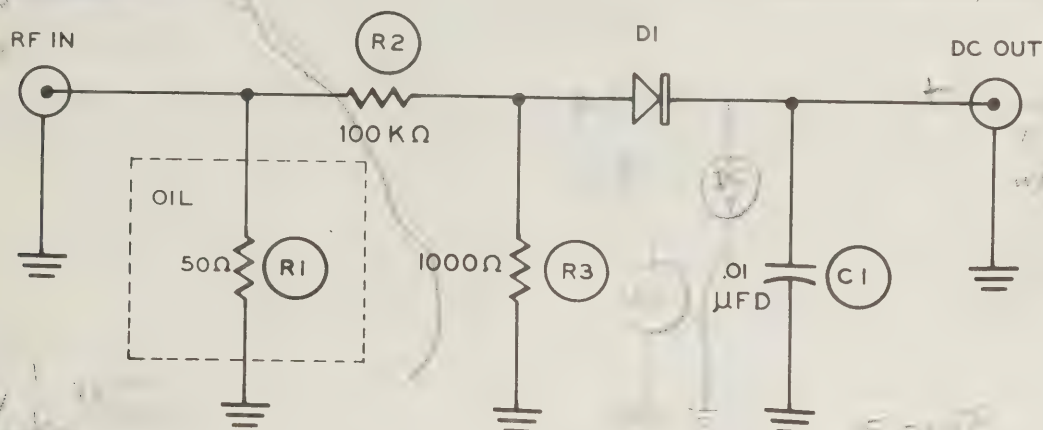 RF IN
R2
D1
DC OUT
100 KΩ
OIL
50Ω
R1
1000Ω
R3
.01
μFD
C1